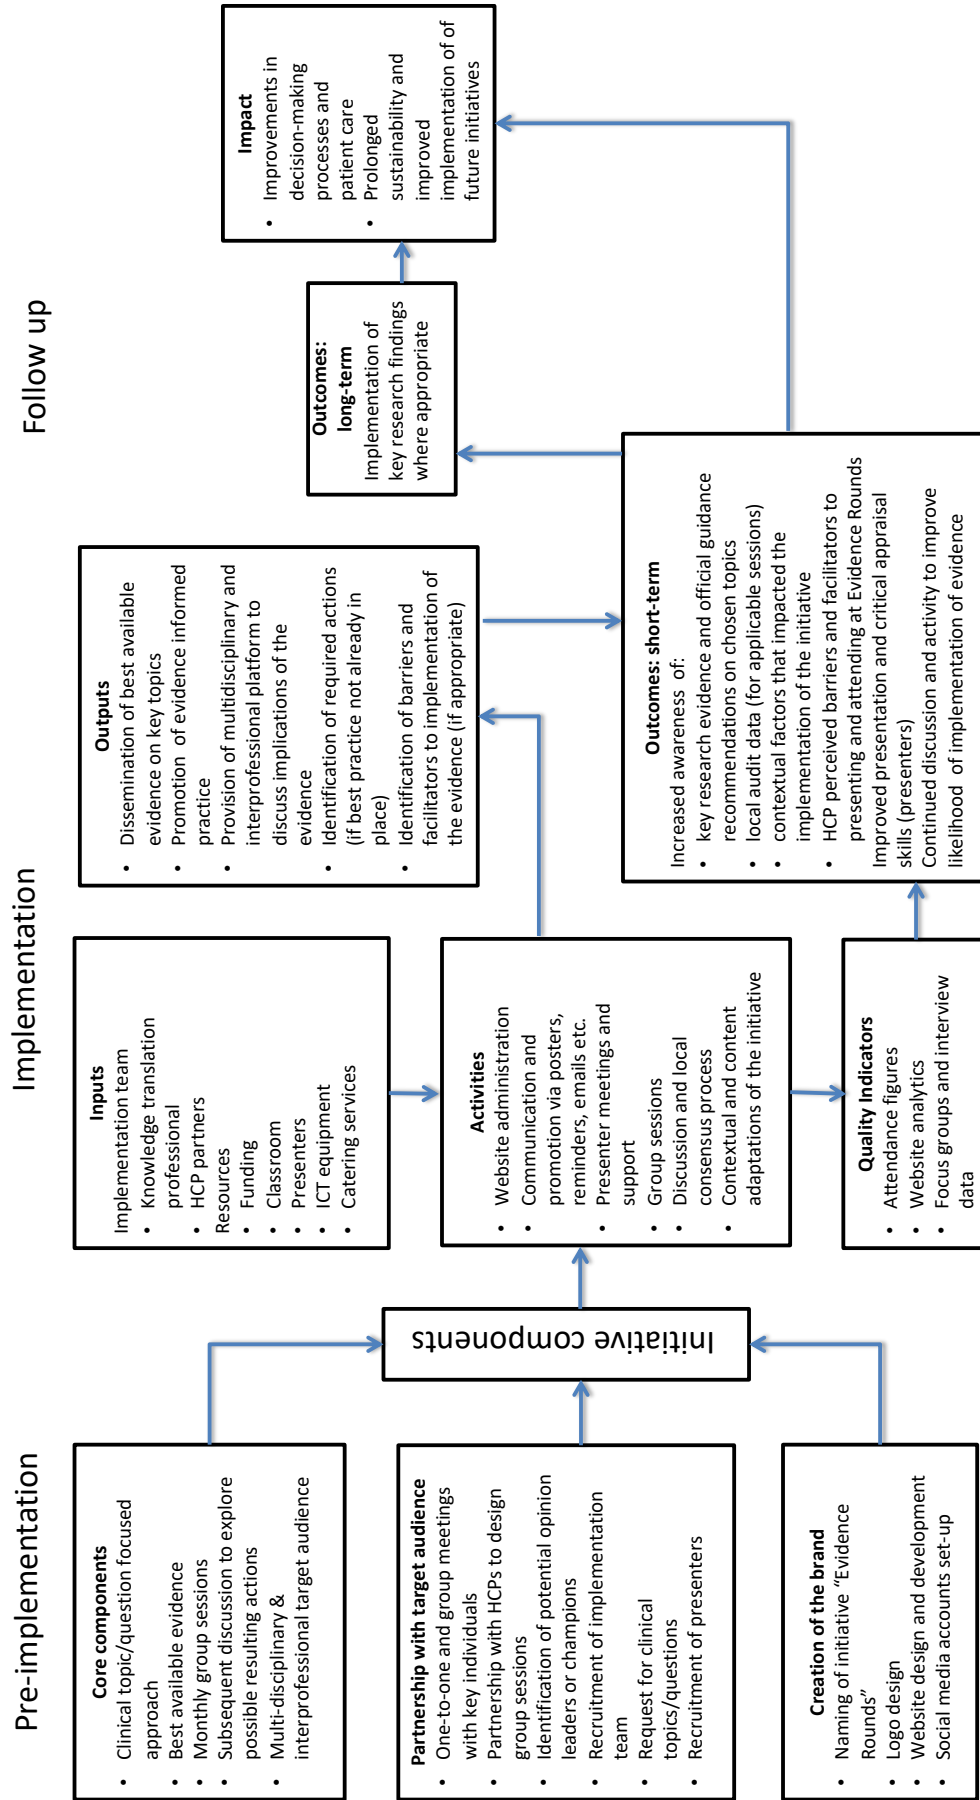 Pre-implementation
Core components
• Clinical topic/question focused
approach
• Best available evidence
• Monthly group sessions
• Subsequent discussion to explore
possible resulting actions
• Multi-disciplinary &
interprofessional target audience
Partnership with target audience
• One-to-one and group meetings
with key individuals
• Partnership with HCPs to design
group sessions
• Identification of potential opinion
leaders or champions
• Recruitment of implementation
team
• Request for clinical
topics/questions
• Recruitment of presenters
Creation of the brand
• Naming of initiative “Evidence
Rounds”
• Logo design
• Website design and development
• Social media accounts set-up
Initiative components
Implementation
Inputs
Implementation team
• Knowledge translation
professional
• HCP partners
Resources
• Funding
• Classroom
• Presenters
• ICT equipment
• Catering services
Activities
• Website administration
• Communication and
promotion via posters,
reminders, emails etc.
• Presenter meetings and
support
• Group sessions
• Discussion and local
consensus process
• Contextual and content
adaptations of the initiative
Quality Indicators
• Attendance figures
• Website analytics
• Focus groups and interview
data
Outputs
• Dissemination of best available
evidence on key topics
• Promotion of evidence informed
practice
• Provision of multidisciplinary and
interprofessional platform to
discuss implications of the
evidence
• Identification of required actions
(if best practice not already in
place)
• Identification of barriers and
facilitators to implementation of
the evidence (if appropriate)
Outcomes: short-term
Increased awareness of:
• key research evidence and official guidance
recommendations on chosen topics
• local audit data (for applicable sessions)
• contextual factors that impacted the
implementation of the initiative
• HCP perceived barriers and facilitators to
presenting and attending at Evidence Rounds
Improved presentation and critical appraisal
skills (presenters)
Continued discussion and activity to improve
likelihood of implementation of evidence
Follow up
Outcomes:
long-term
Implementation of
key research findings
where appropriate
Impact
• Improvements in
decision-making
processes and
patient care
• Prolonged
sustainability and
improved
implementation of of
future initiatives